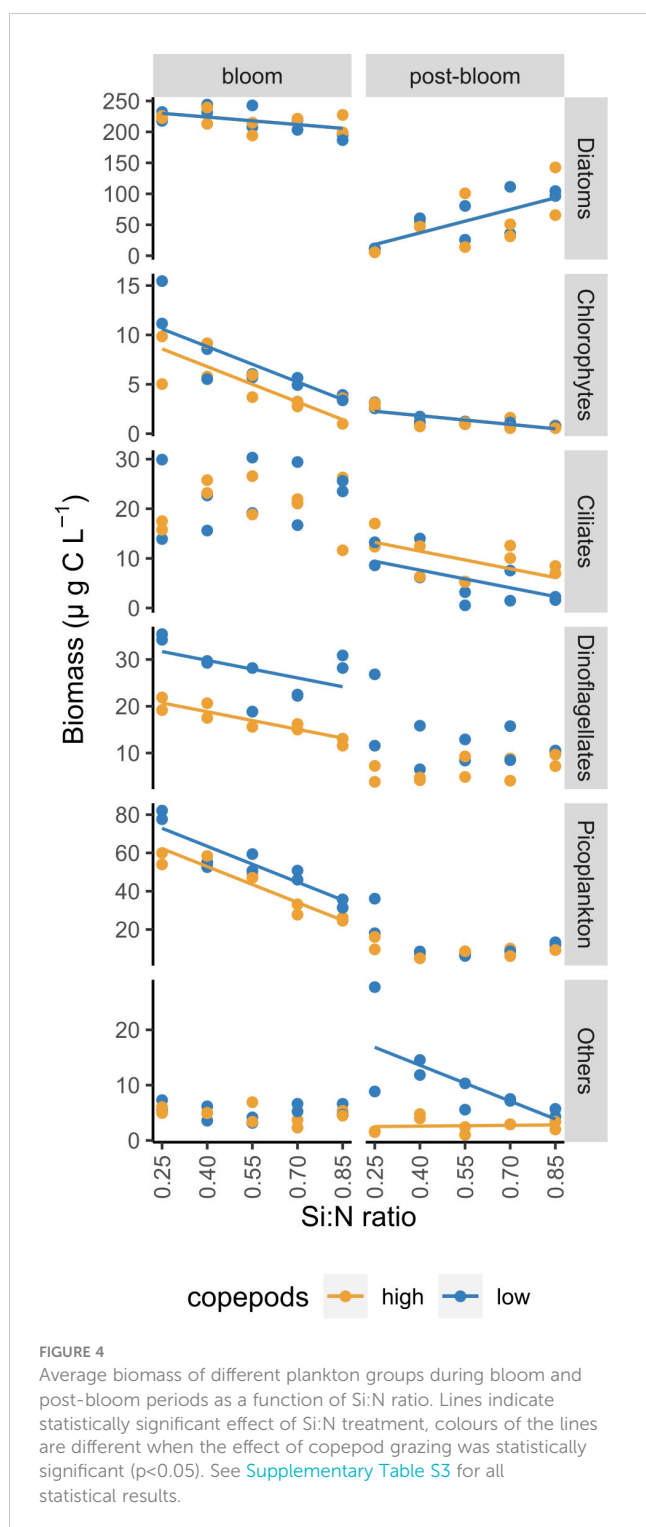 bloom post-bloom
250
200
150
100
50
0
Diatoms
15
10
5
0
Chlorophytes
30
20
10
0
Ciliates
30
20
10
Dinoflagellates
80
60
40
20
Picoplankton
20
10
0
Others
Biomass (μ g C L⁻¹)
0.25 0.40 0.55 0.70 0.85 0.25 0.40 0.55 0.70 0.85
Si:N ratio
copepods high low
FIGURE 4
Average biomass of different plankton groups during bloom and
post-bloom periods as a function of Si:N ratio. Lines indicate
statistically significant effect of Si:N treatment, colours of the lines
are different when the effect of copepod grazing was statistically
significant (p<0.05). See Supplementary Table S3 for all
statistical results.